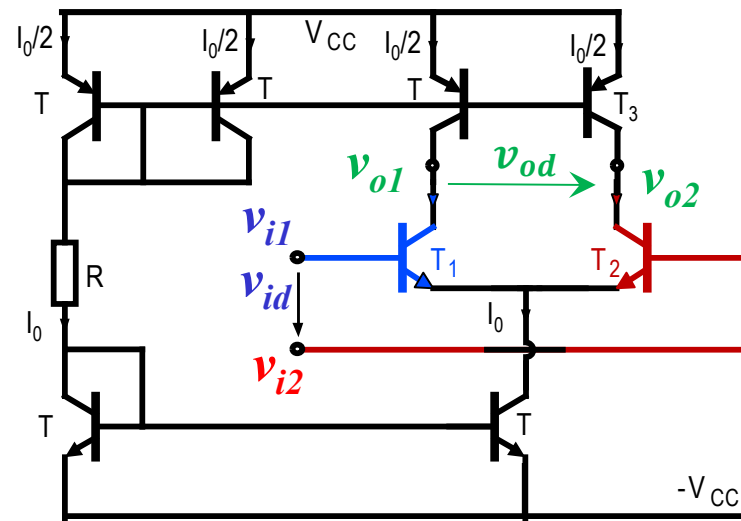 I0/2
I0/2
VCC
I0/2
I0/2
T
T
T
T3
vo1
vod
vo2
vi1
T1
T2
vid
R
I0
I0
vi2
T
T
-VCC